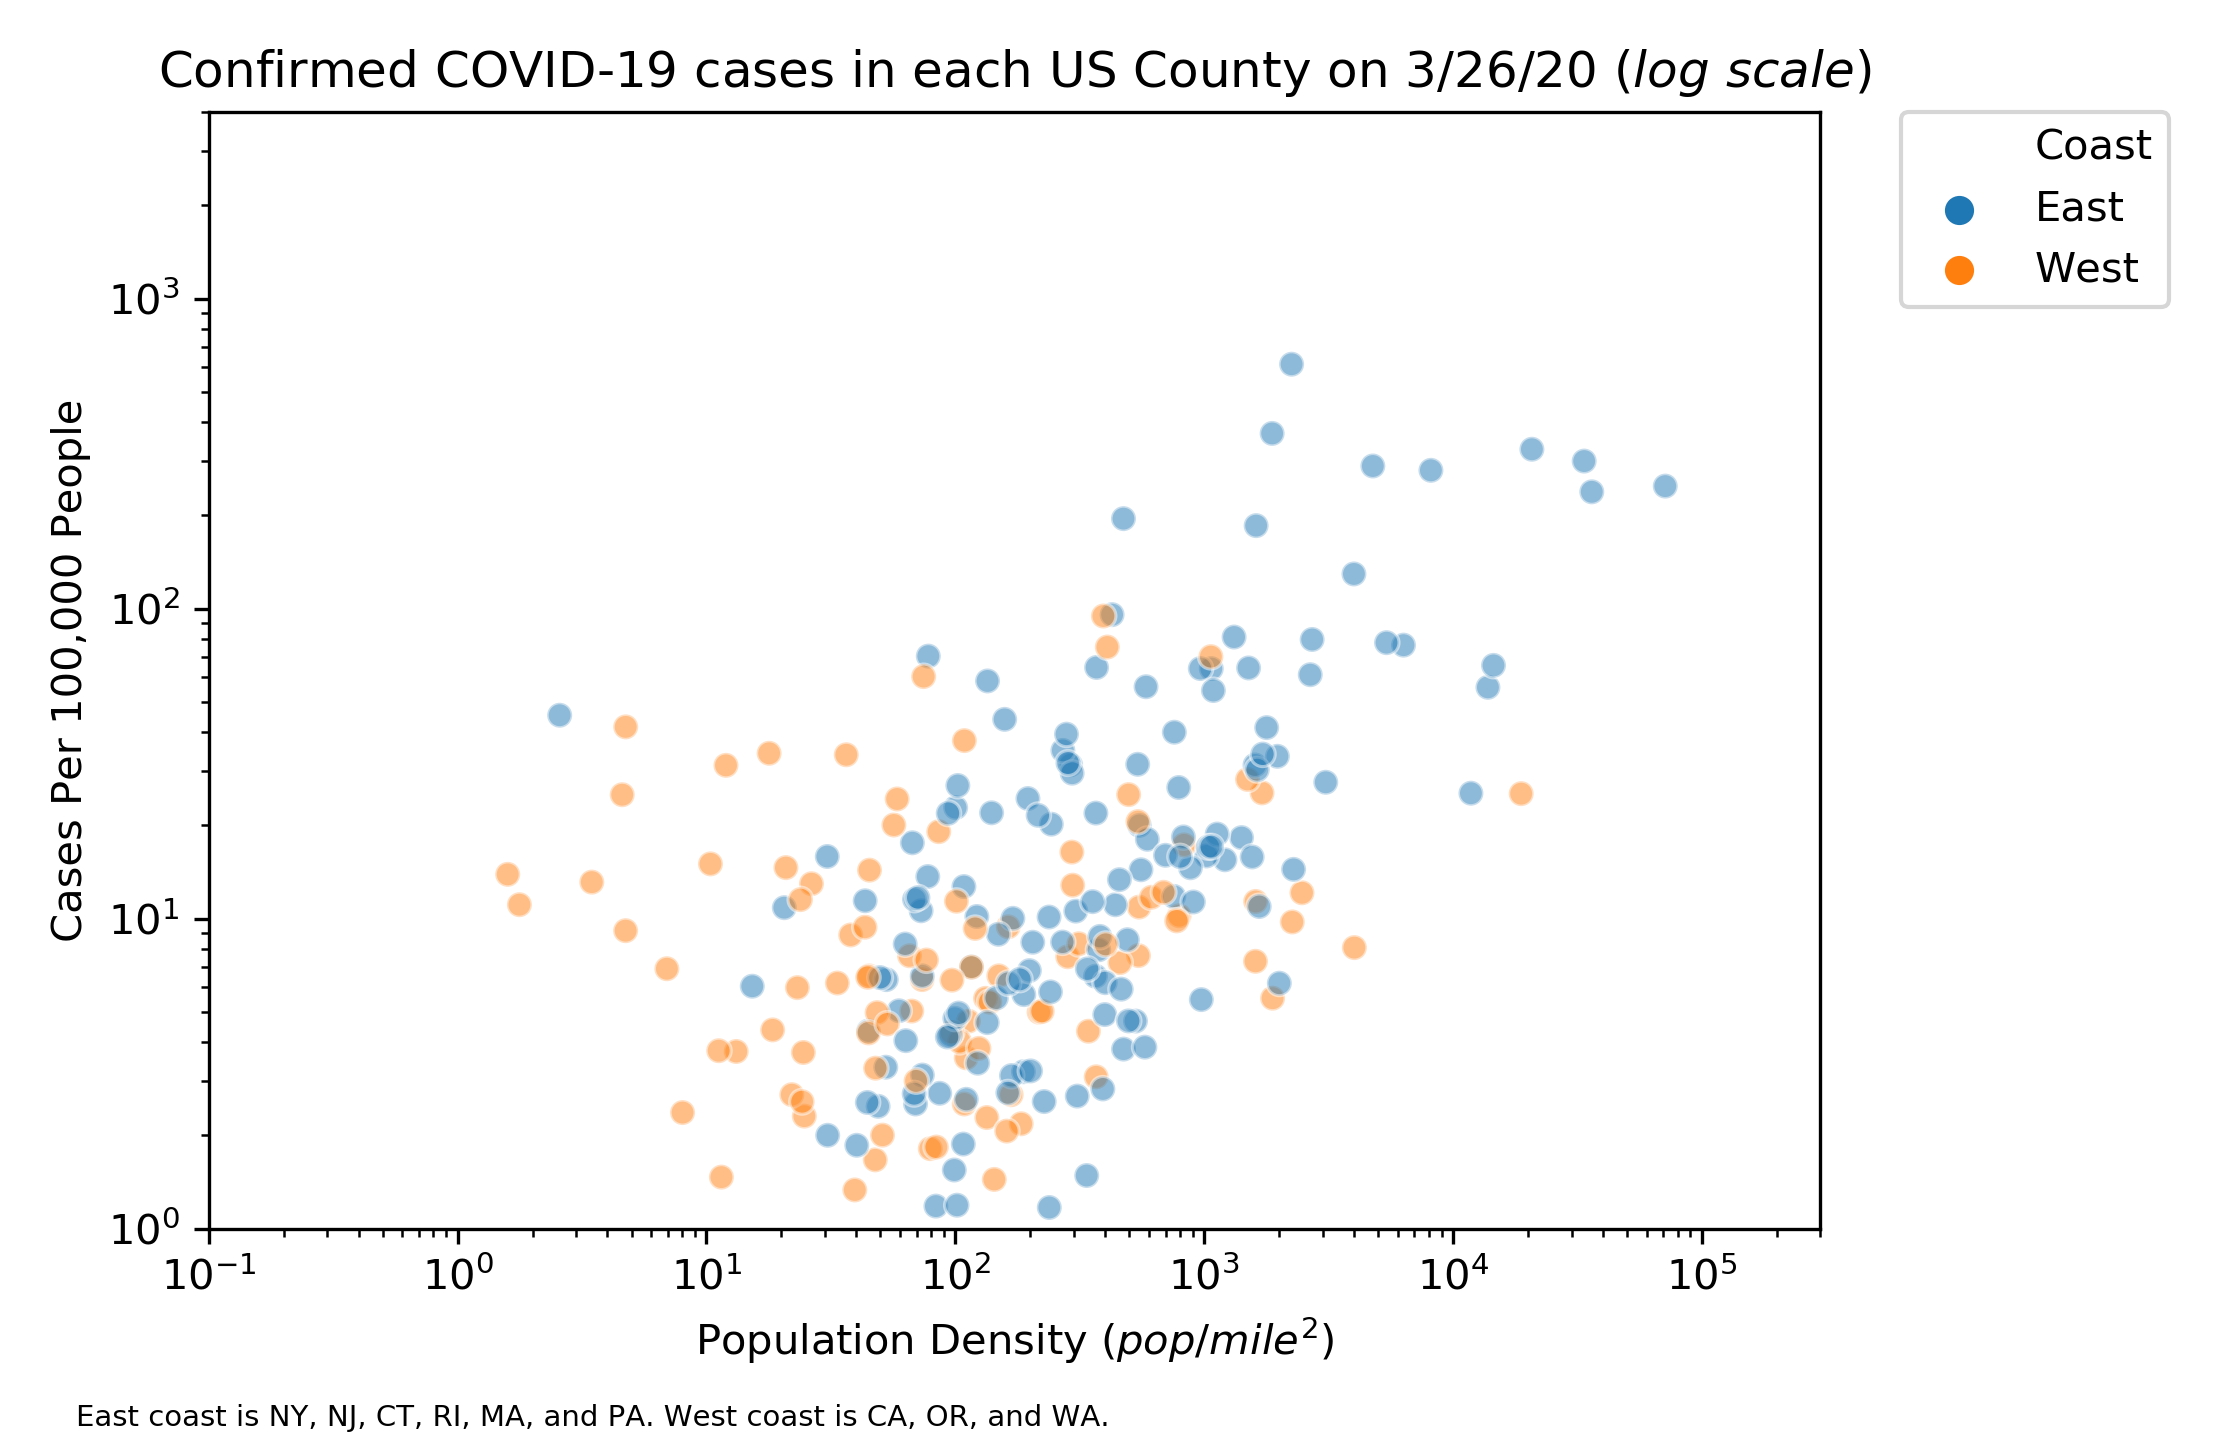 Confirmed COVID-19 cases in each US County on 3/26/20 (log scale)
Coast
East
West
Cases Per 100,000 People
10³
10²
10¹
10⁰
10⁻¹ 10⁰ 10¹ 10² 10³ 10⁴ 10⁵
Population Density (pop/mile²)
East coast is NY, NJ, CT, RI, MA, and PA. West coast is CA, OR, and WA.